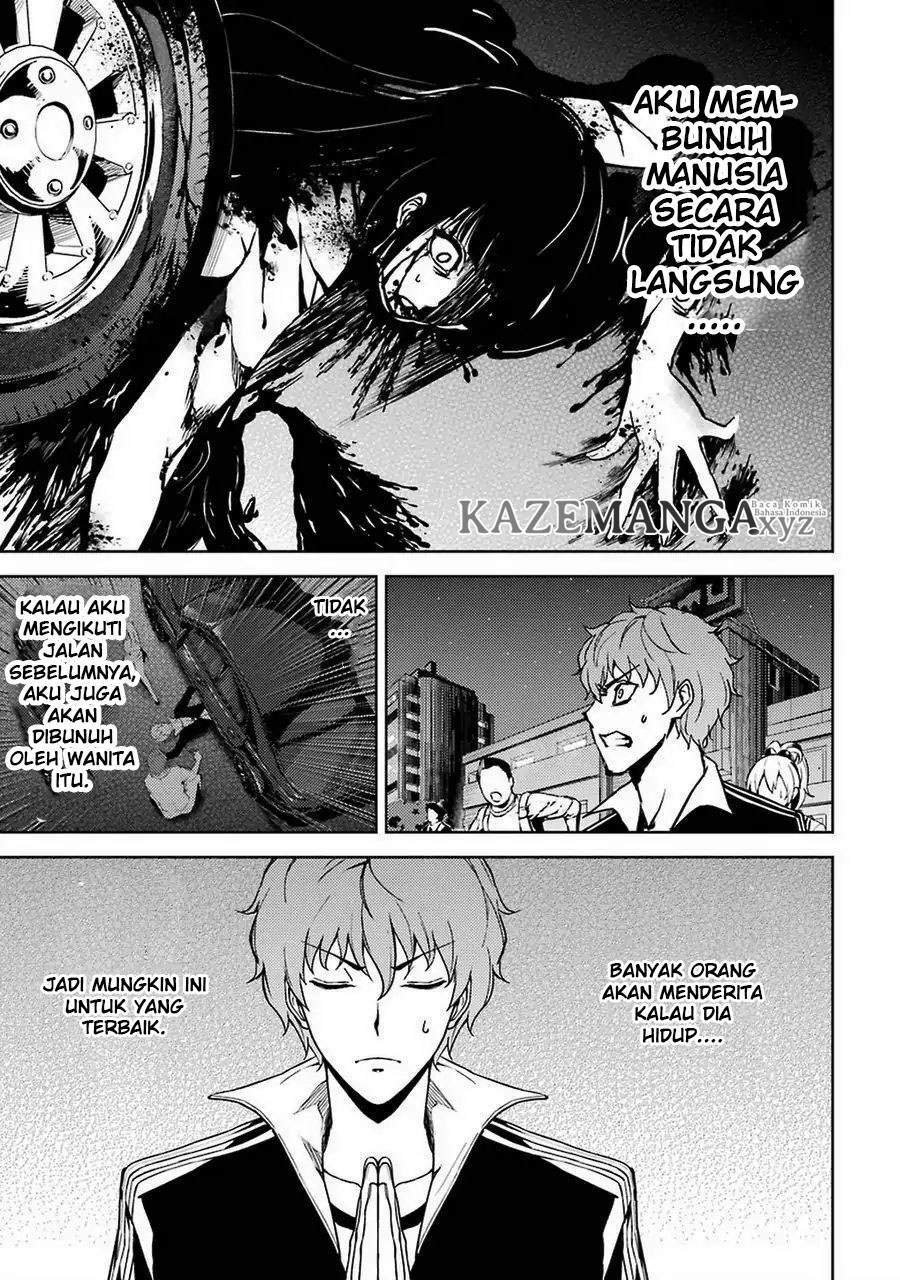 AKU MEM-
BUNUH
MANUSIA
SECARA
TIDAK
LANGSUNG
.....
KAZEMANGA.xyz
Baca Komik
Bahasa Indonesia
TIDAK
...
KALAU AKU
MENGIKUTI
JALAN
SEBELUMNYA,
AKU JUGA
AKAN
DIBUNUH
OLEH WANITA
ITU.
BANYAK ORANG
AKAN MENDERITA
KALAU DIA
HIDUP....
JADI MUNGKIN INI
UNTUK YANG
TERBAIK.